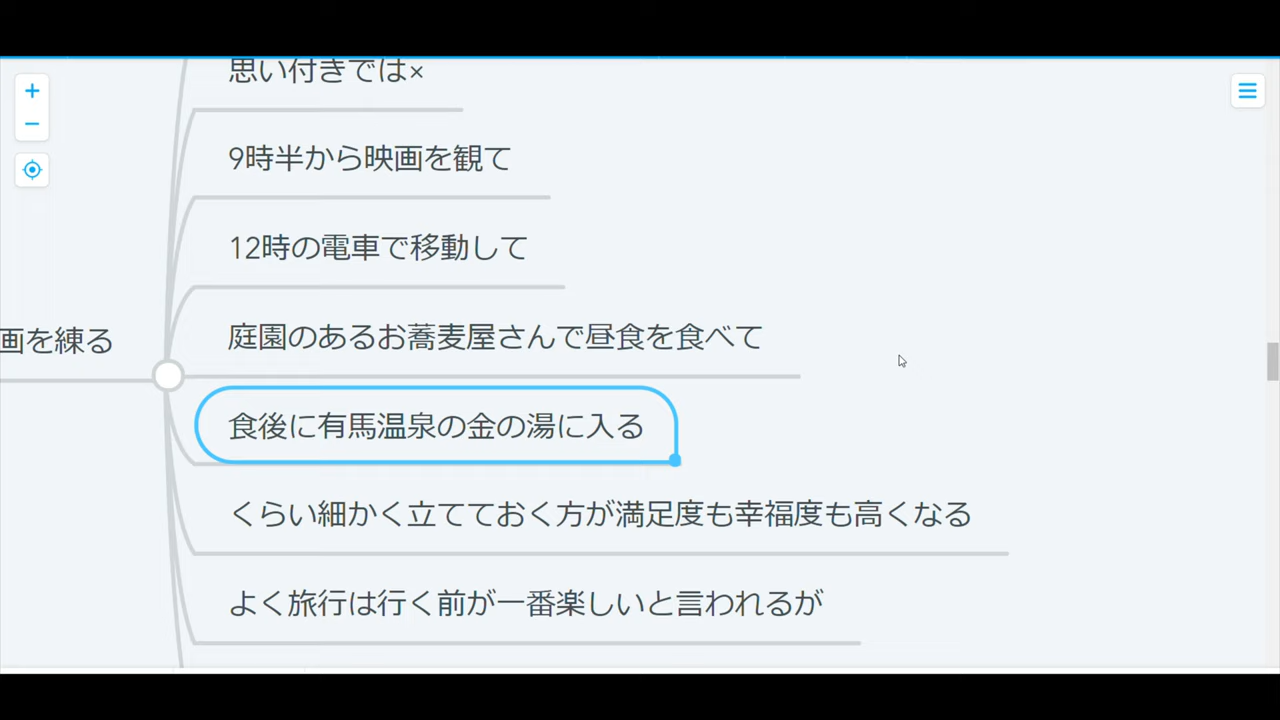 思い付きでは×
9時半から映画を観て
12時の電車で移動して
庭園のあるお蕎麦屋さんで昼食を食べて
画を練る
食後に有馬温泉の金の湯に入る
くらい細かく立てておく方が満足度も幸福度も高くなる
よく旅行は行く前が一番楽しいと言われるが